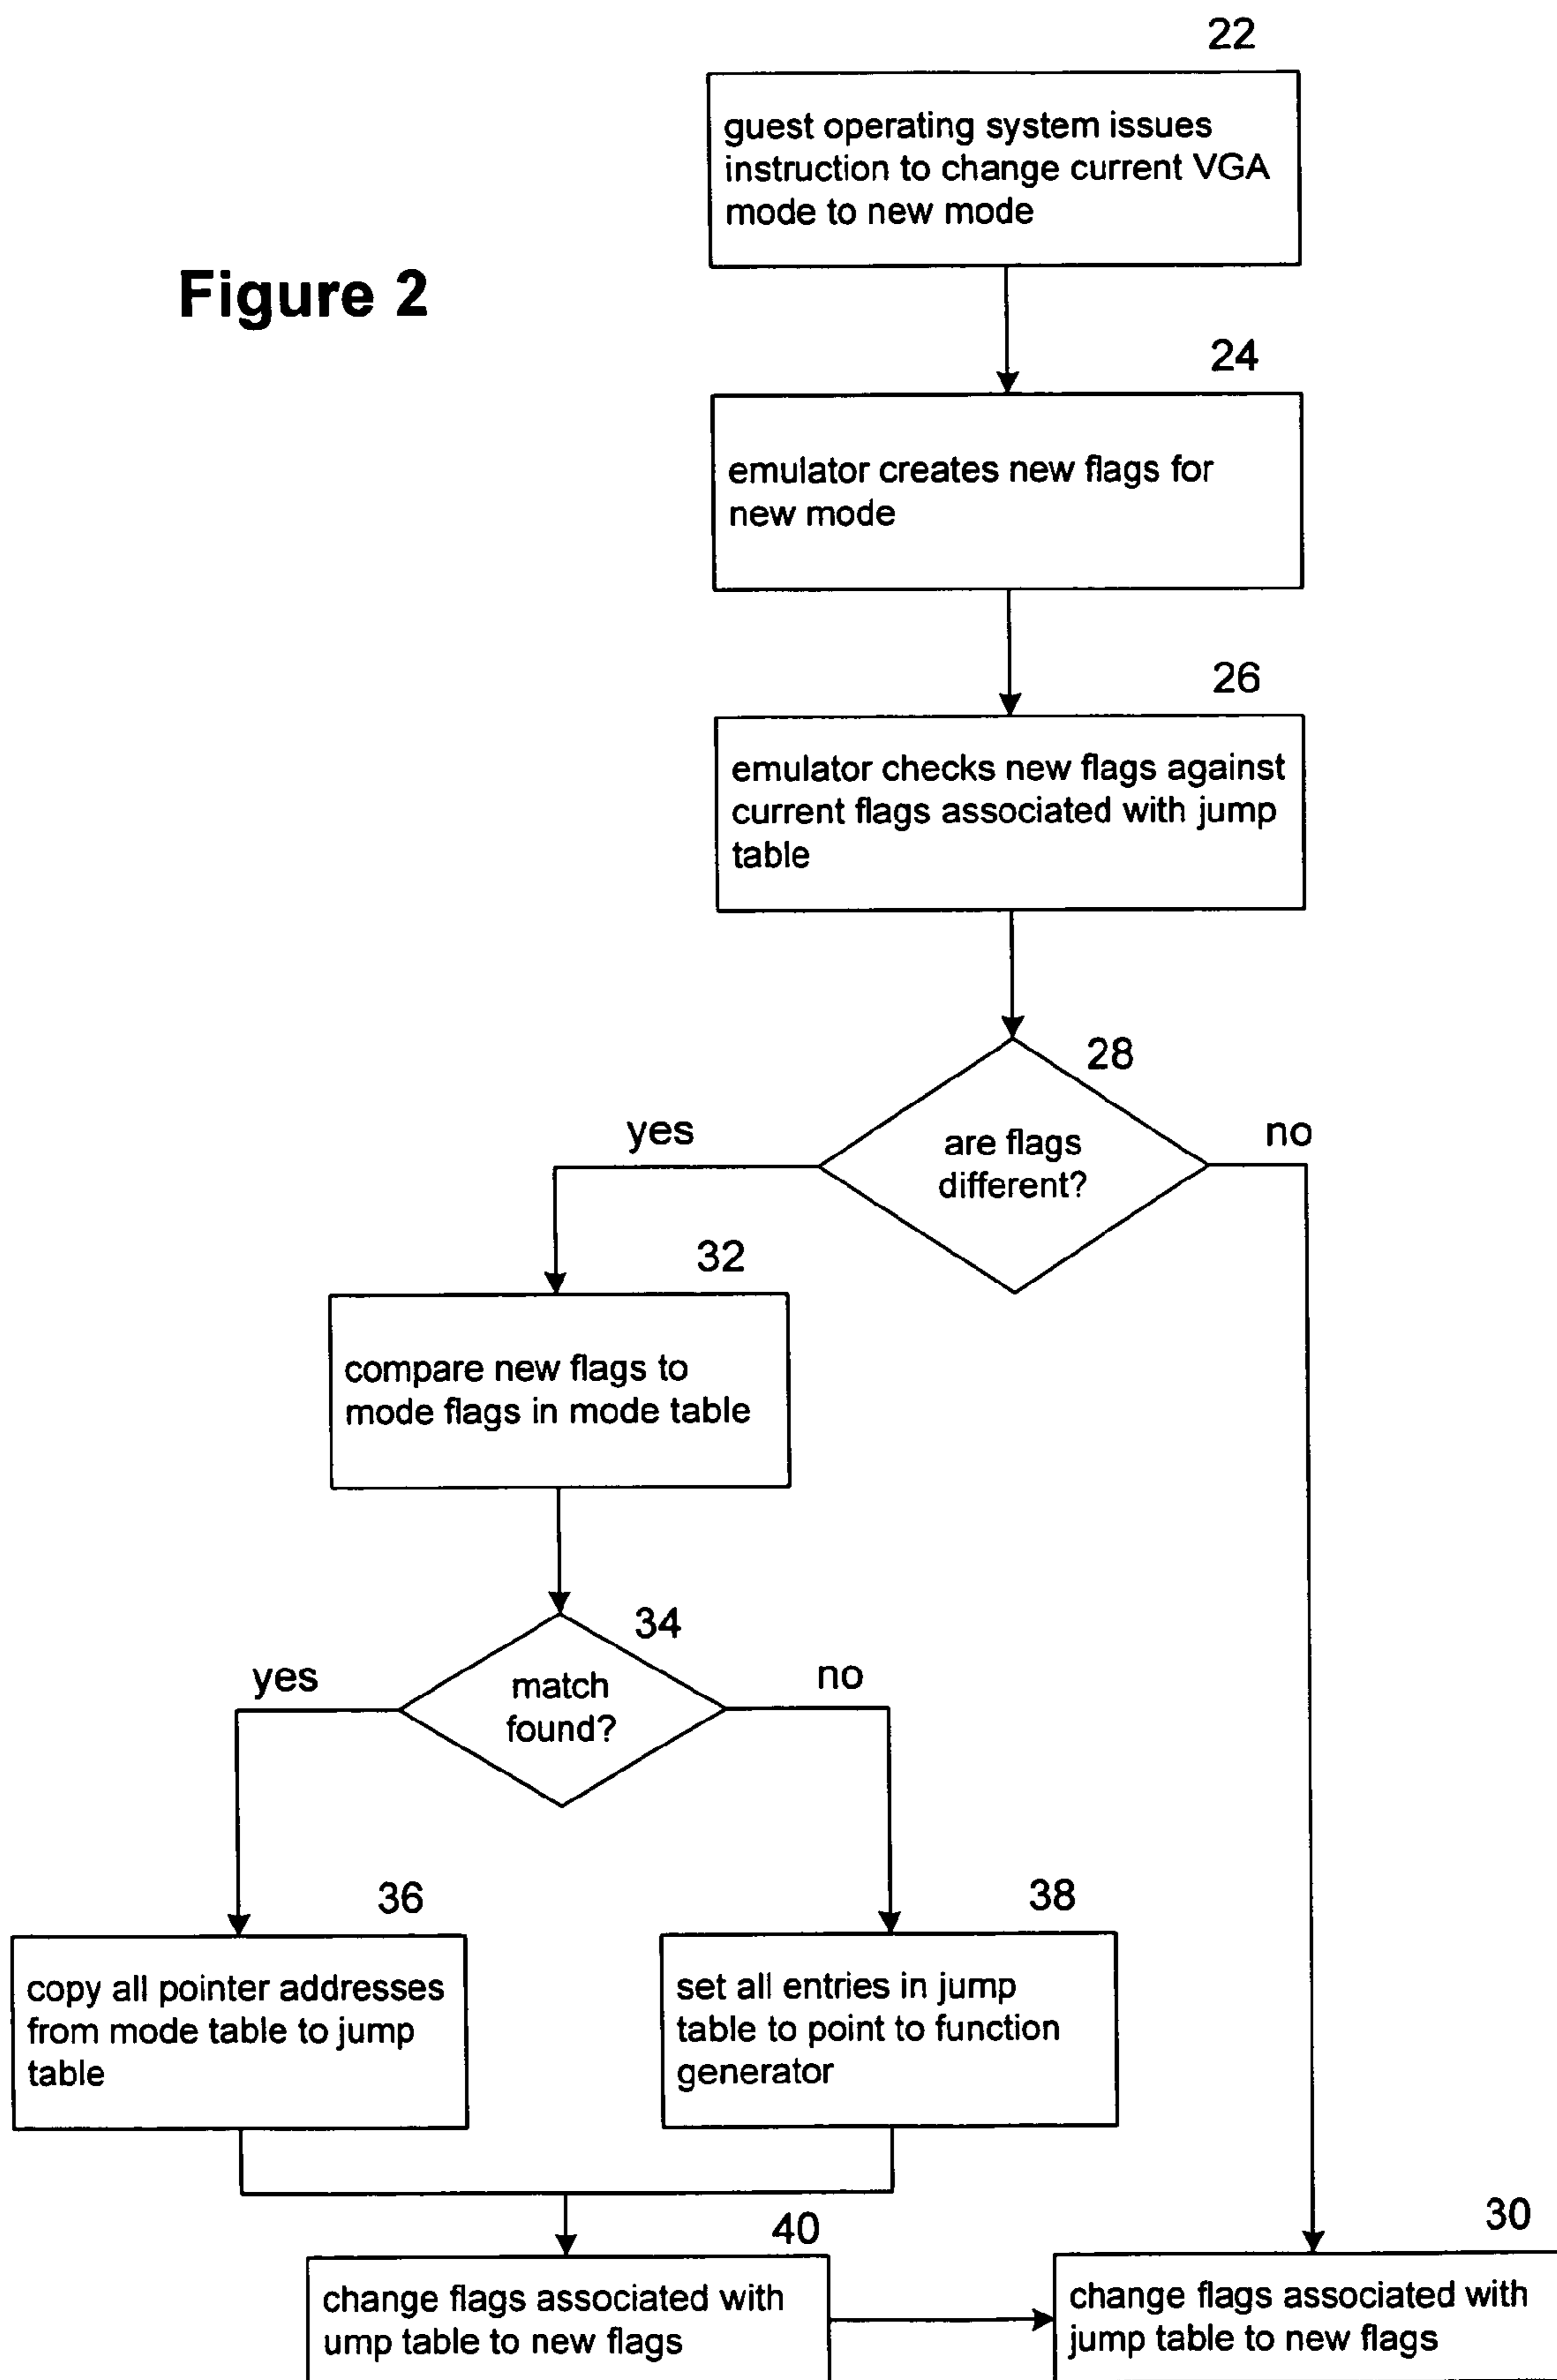 22
guest operating system issues
instruction to change current VGA
mode to new mode
Figure 2
24
emulator creates new flags for
new mode
26
emulator checks new flags against
current flags associated with jump
table
28
are flags
different?
yes
no
32
compare new flags to
mode flags in mode table
34
match
found?
yes
no
36
copy all pointer addresses
from mode table to jump
table
38
set all entries in jump
table to point to function
generator
40
change flags associated with
ump table to new flags
30
change flags associated with
jump table to new flags